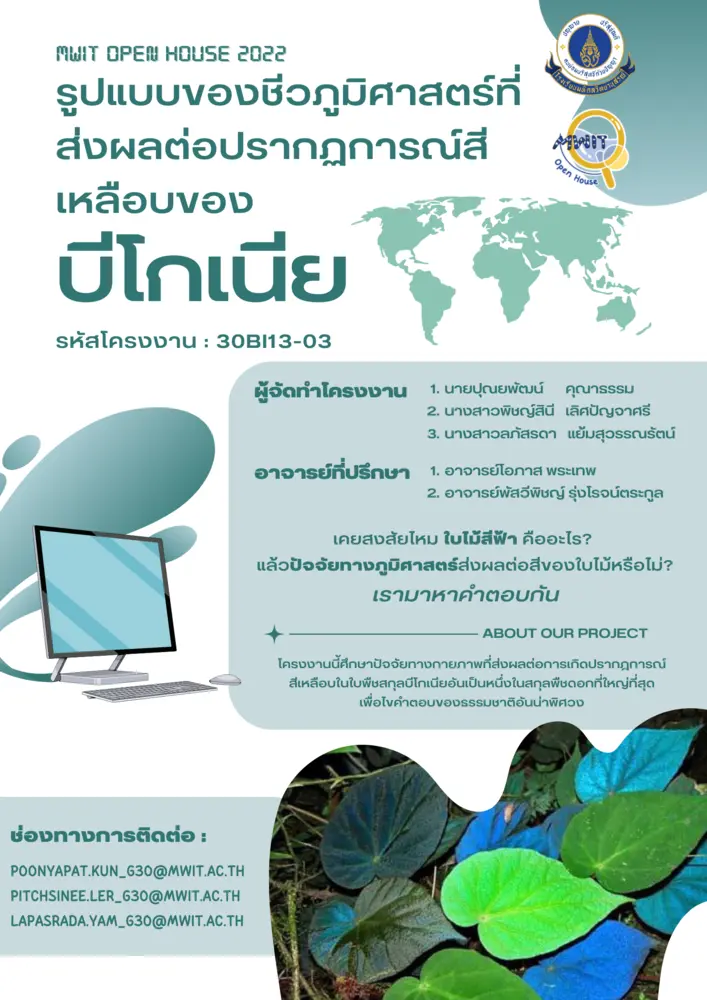 MWIT OPEN HOUSE 2022
รูปแบบของชีวภูมิศาสตร์ที่
ส่งผลต่อปรากฏการณ์สี
เหลือบของ
บีโกเนีย
รหัสโครงงาน : 30BI13-03
MWIT
Open House
ผู้จัดทำโครงงาน
1. นายปุณยพัฒน์ คุณาธรรม
2. นางสาวพิชญ์สินี เลิศปัญจาศรี
3. นางสาวลภัสรดา แย้มสุวรรณรัตน์
อาจารย์ที่ปรึกษา
1. อาจารย์โอภาส พระเทพ
2. อาจารย์พัสวีพิชญ์ รุ่งโรจน์ตระกูล
เคยสงสัยไหม ใบไม้สีฟ้า คืออะไร?
แล้วปัจจัยทางภูมิศาสตร์ส่งผลต่อสีของใบไม้หรือไม่?
เรามาหาคำตอบกัน
ABOUT OUR PROJECT
โครงงานนี้ศึกษาปัจจัยทางกายภาพที่ส่งผลต่อการเกิดปรากฏการณ์
สีเหลือบในใบพืชสกุลบีโกเนียอันเป็นหนึ่งในสกุลพืชดอกที่ใหญ่ที่สุด
เพื่อไขคำตอบของธรรมชาติอันน่าพิศวง
ช่องทางการติดต่อ :
POONYAPAT.KUN_G30@MWIT.AC.TH
PITCHSINEE.LER_G30@MWIT.AC.TH
LAPASRADA.YAM_G30@MWIT.AC.TH